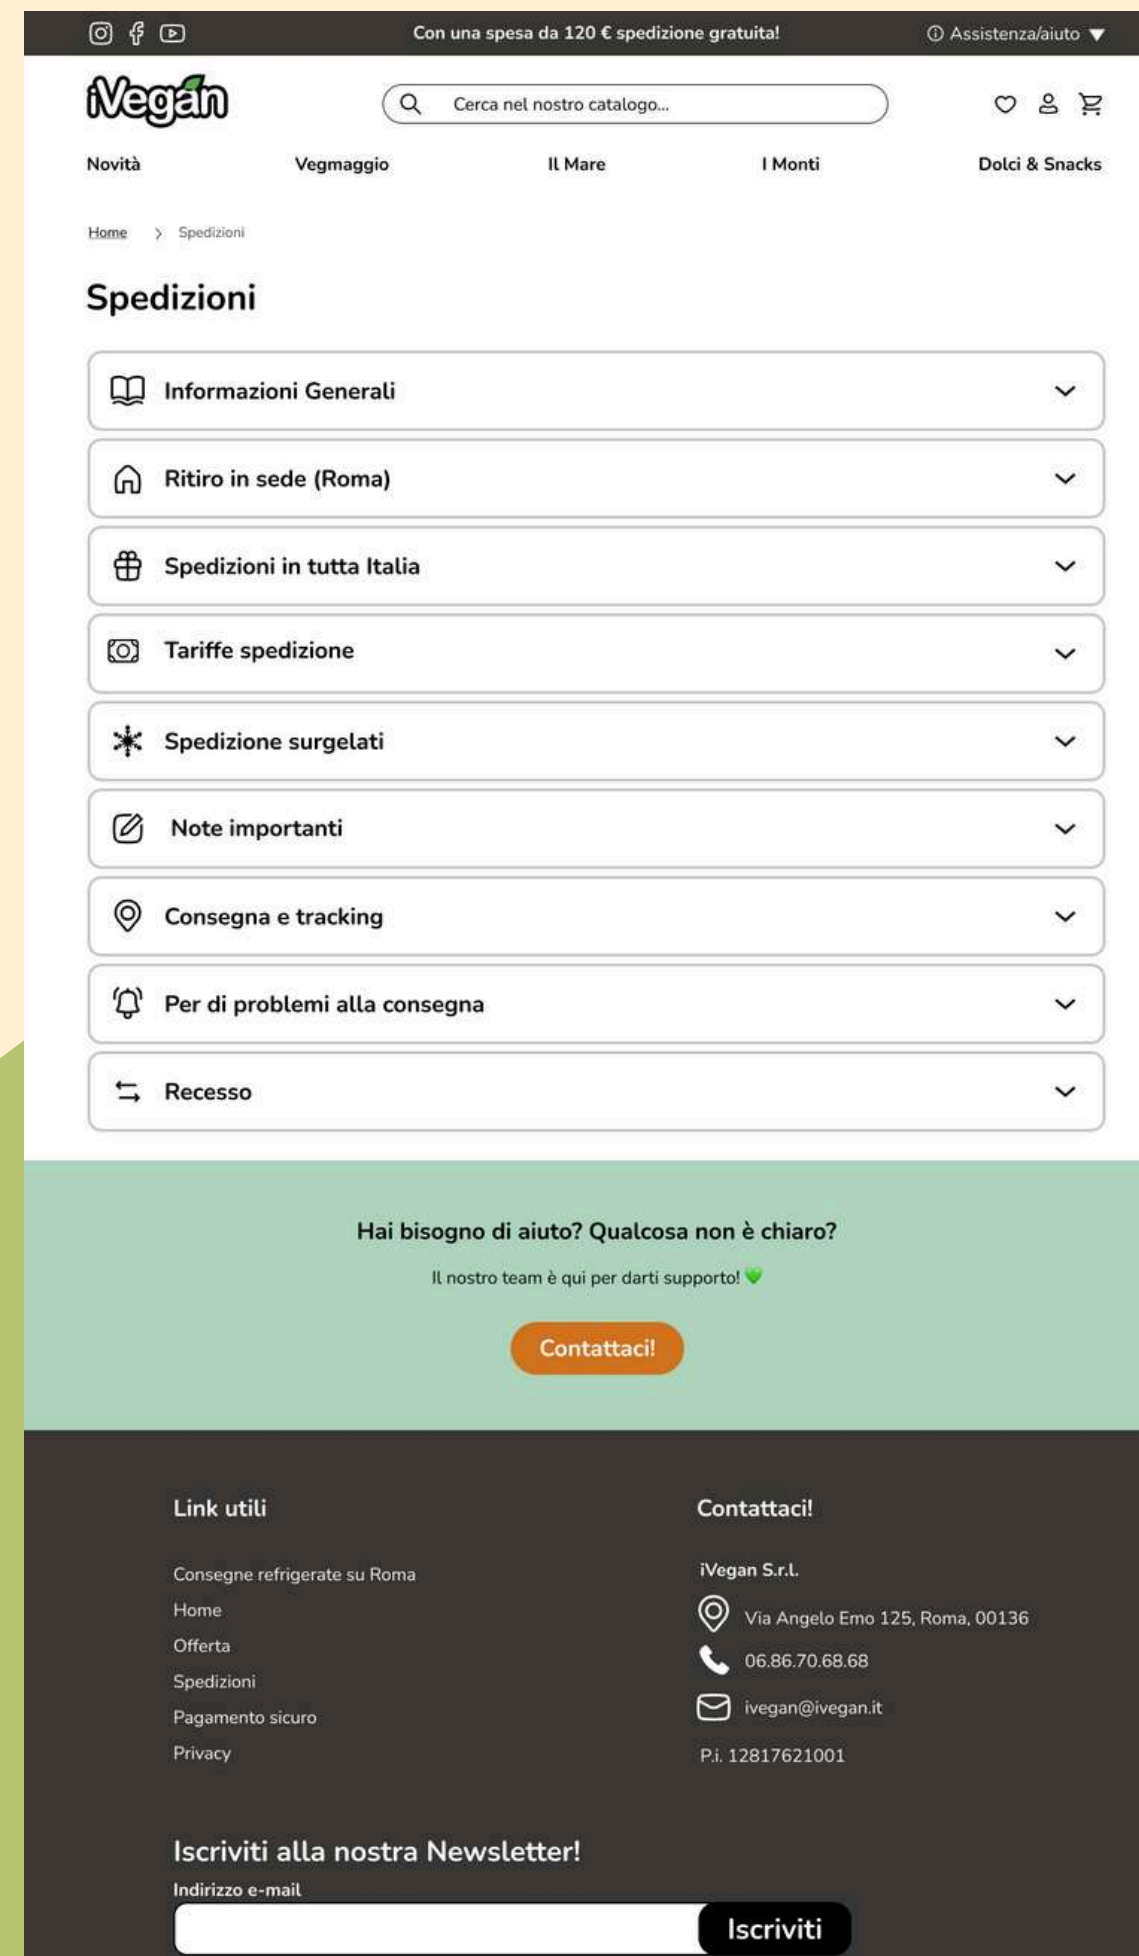 Con una spesa da 120 € spedizione gratuita!
Assistenza/aiuto
iVegan
Cerca nel nostro catalogo...
Novità
Vegmaggio
Il Mare
I Monti
Dolci & Snacks
Home > Spedizioni
Spedizioni
Informazioni Generali
Ritiro in sede (Roma)
Spedizioni in tutta Italia
Tariffe spedizione
Spedizione surgelati
Note importanti
Consegna e tracking
Per di problemi alla consegna
Recesso
Hai bisogno di aiuto? Qualcosa non è chiaro?
Il nostro team è qui per darti supporto! 💚
Contattaci!
Link utili
Consegne refrigerate su Roma
Home
Offerta
Spedizioni
Pagamento sicuro
Privacy
Contattaci!
iVegan S.r.l.
Via Angelo Emo 125, Roma, 00136
06.86.70.68.68
ivegan@ivegan.it
P.i. 12817621001
Iscriviti alla nostra Newsletter!
Indirizzo e-mail
Iscriviti